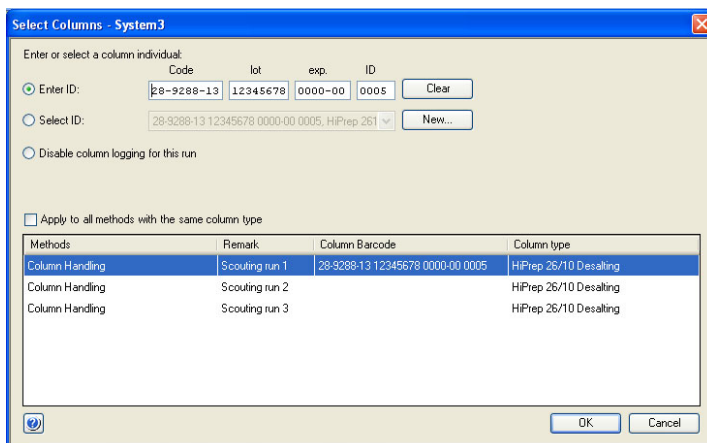 Select Columns - System3
Enter or select a column individual:
Code lot exp. ID
Enter ID: 28-9288-13 12345678 0000-00 0005 Clear
Select ID: 28-9288-13 12345678 0000-00 0005, HiPrep 261 New...
Disable column logging for this run
Apply to all methods with the same column type
Methods Remark Column Barcode Column type
Column Handling Scouting run 1 28-9288-13 12345678 0000-00 0005 HiPrep 26/10 Desalting
Column Handling Scouting run 2 HiPrep 26/10 Desalting
Column Handling Scouting run 3 HiPrep 26/10 Desalting
? OK Cancel